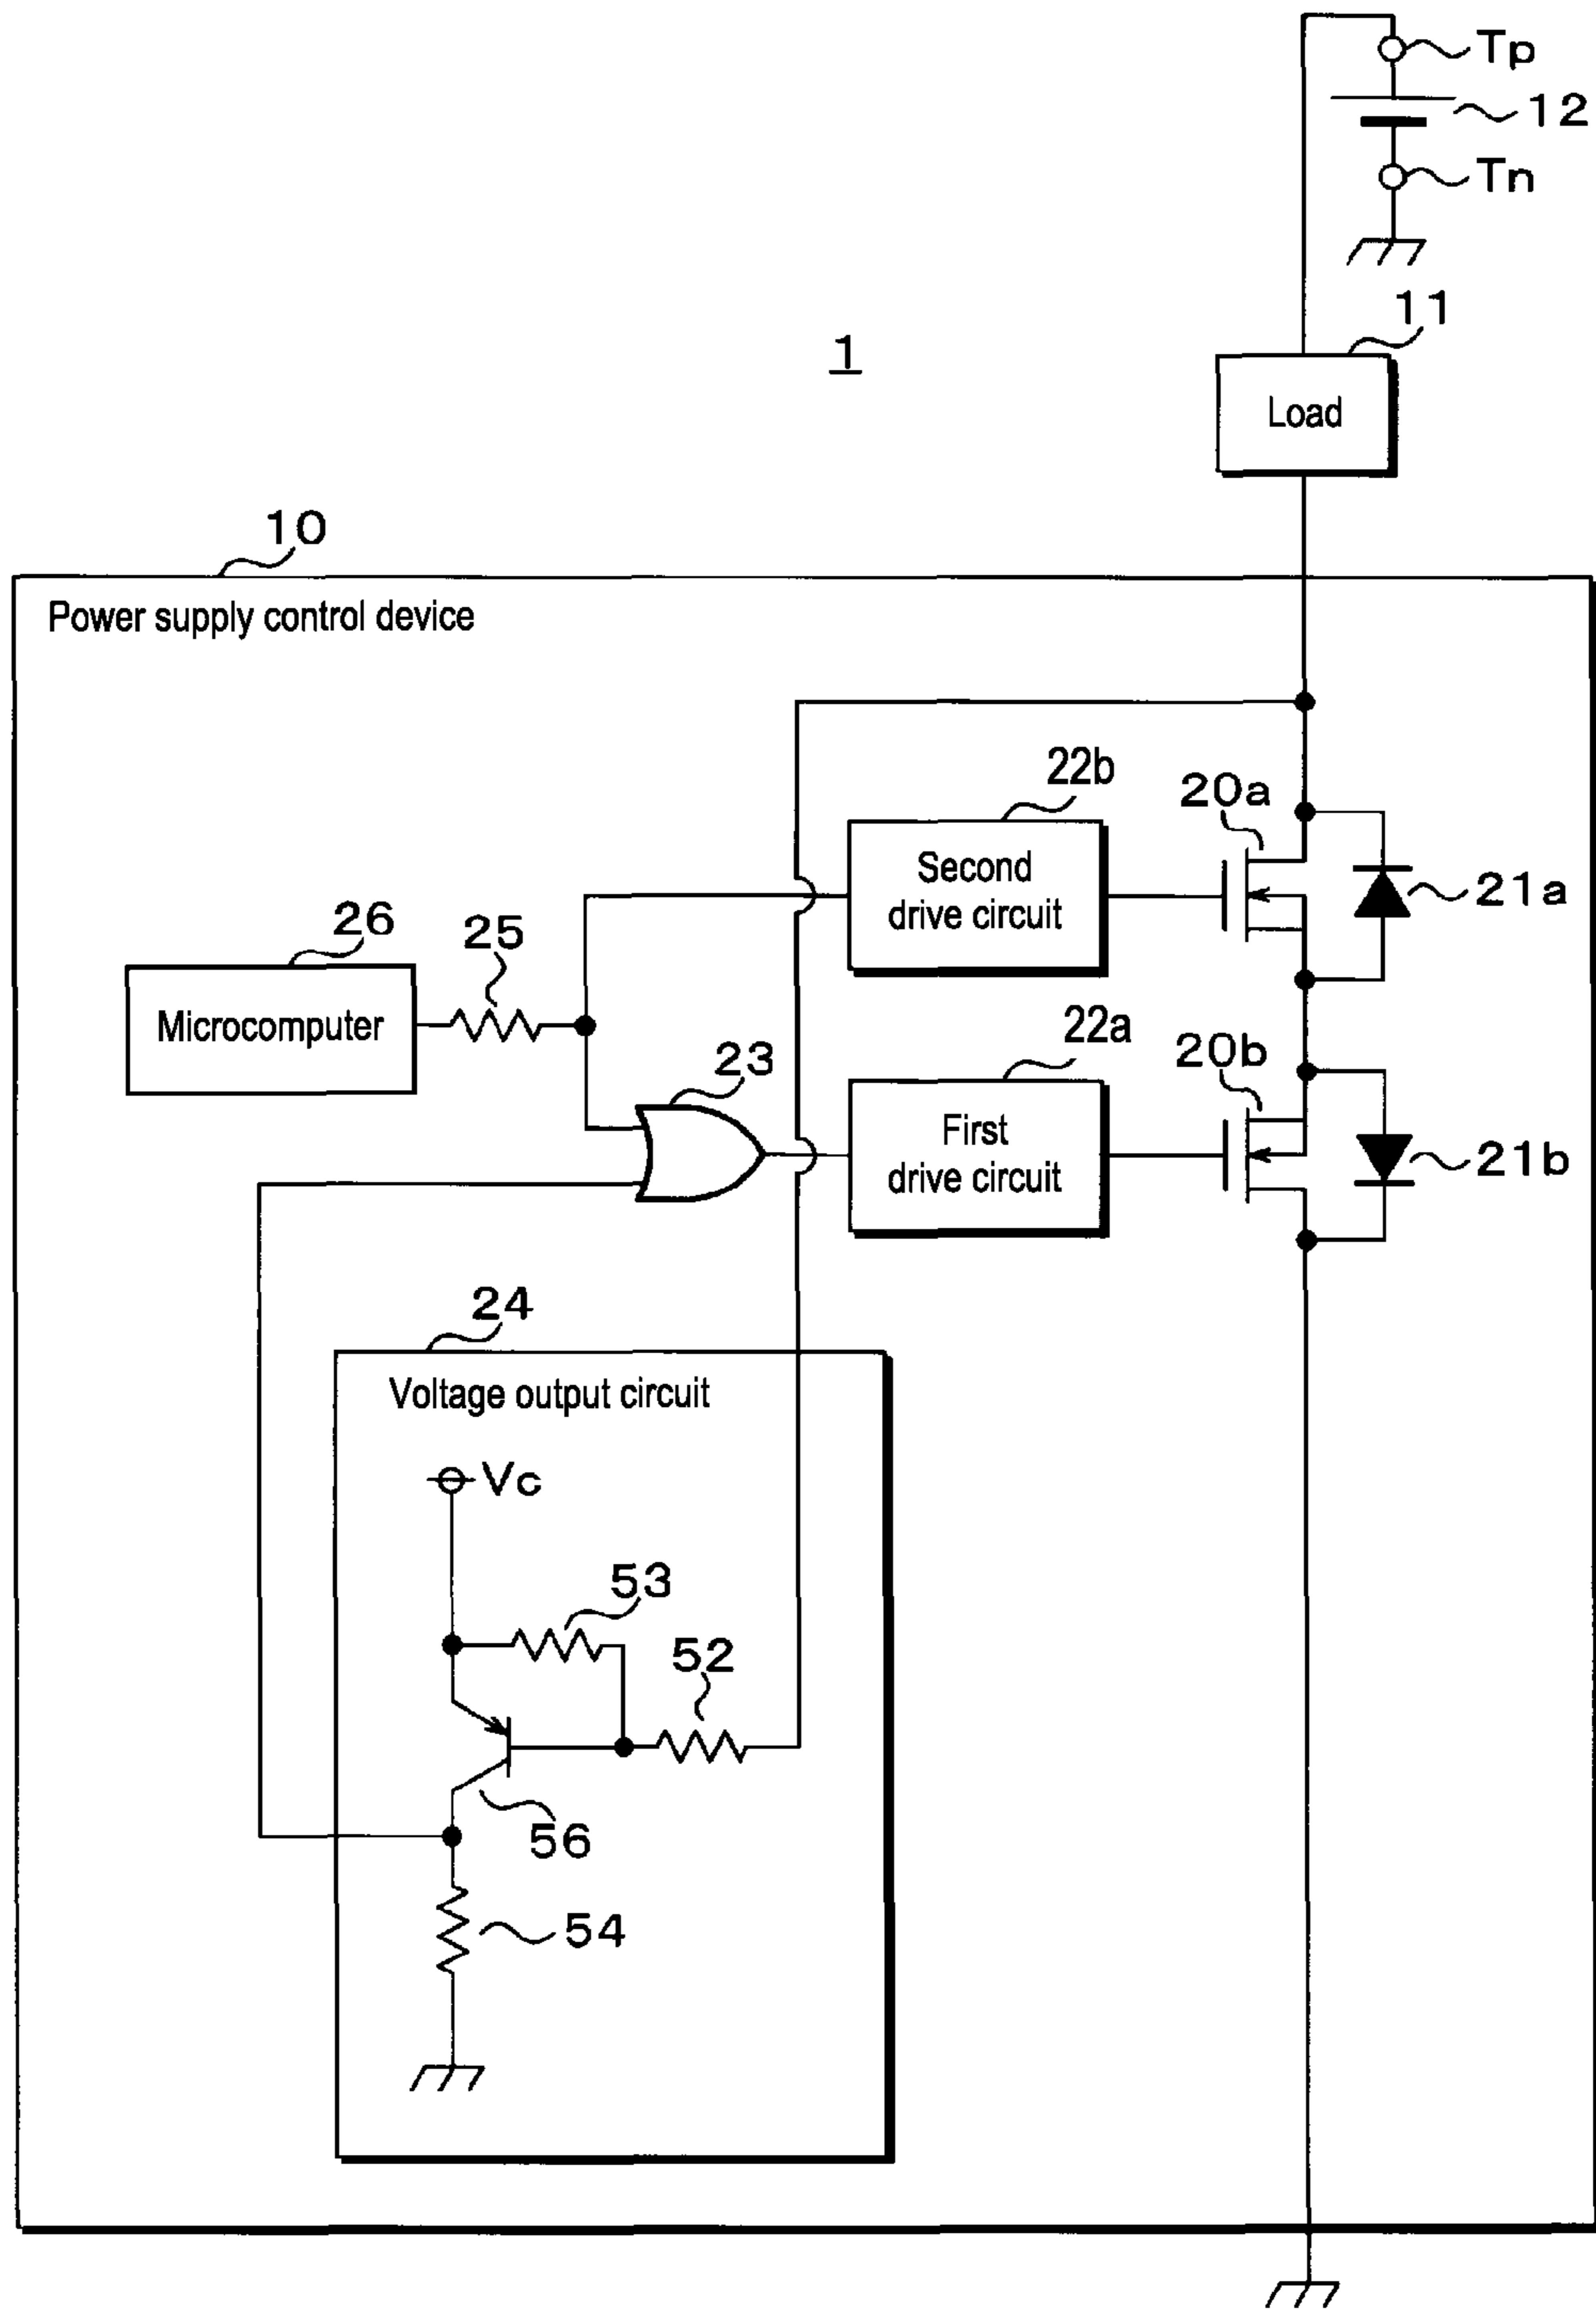 Tp
12
Tn
11
1
Load
10
Power supply control device
22b
20a
Second
drive circuit
21a
26
25
Microcomputer
22a
20b
23
First
drive circuit
21b
24
Voltage output circuit
Vc
53
52
56
54